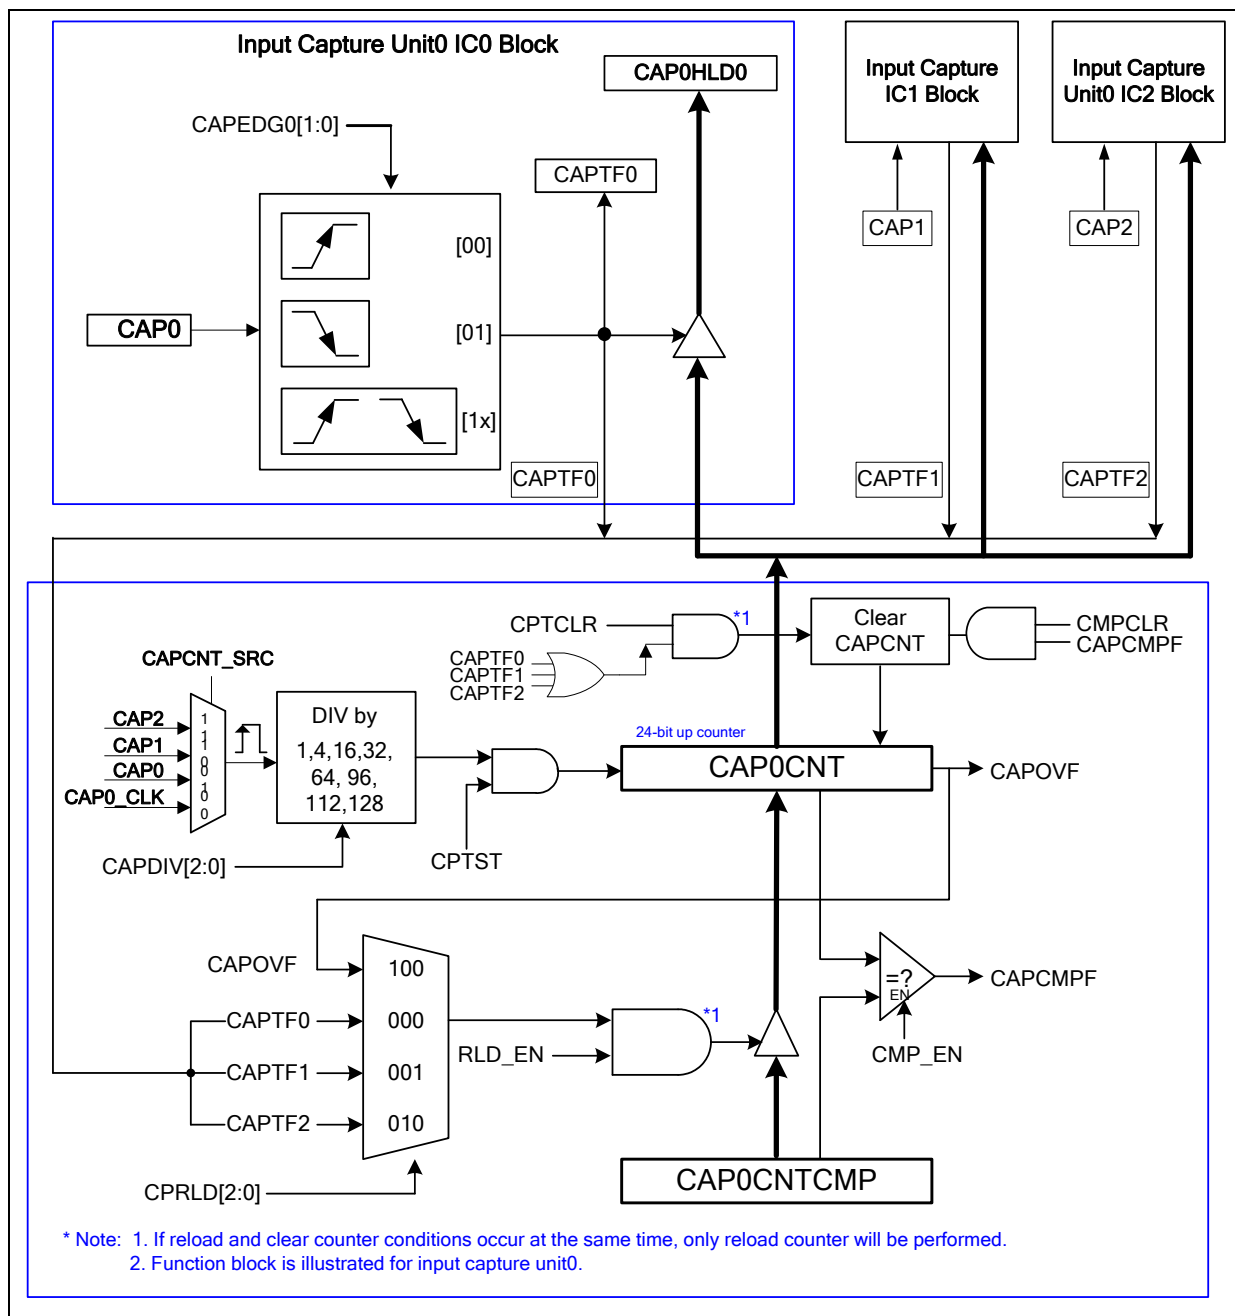 Input Capture Unit0 IC0 Block
CAP0HLD0
Input Capture
IC1 Block
Input Capture
Unit0 IC2 Block
CAPEDG0[1:0]
CAPTF0
[00]
CAP1
CAP2
CAP0
[01]
[1x]
CAPTF0
CAPTF1
CAPTF2
CPTCLR
*1
Clear
CAPCNT
CMPCLR
CAPCMPF
CAPTF0
CAPTF1
CAPTF2
CAPCNT_SRC
CAP2
CAP1
CAP0
CAP0_CLK
11
10
01
00
DIV by
1,4,16,32,
64, 96,
112,128
24-bit up counter
CAP0CNT
CAPOVF
CAPDIV[2:0]
CPTST
CAPOVF
100
CAPTF0
000
CAPTF1
001
CAPTF2
010
RLD_EN
*1
=?
EN
CAPCMPF
CMP_EN
CPRLD[2:0]
CAP0CNTCMP
* Note: 1. If reload and clear counter conditions occur at the same time, only reload counter will be performed.
2. Function block is illustrated for input capture unit0.